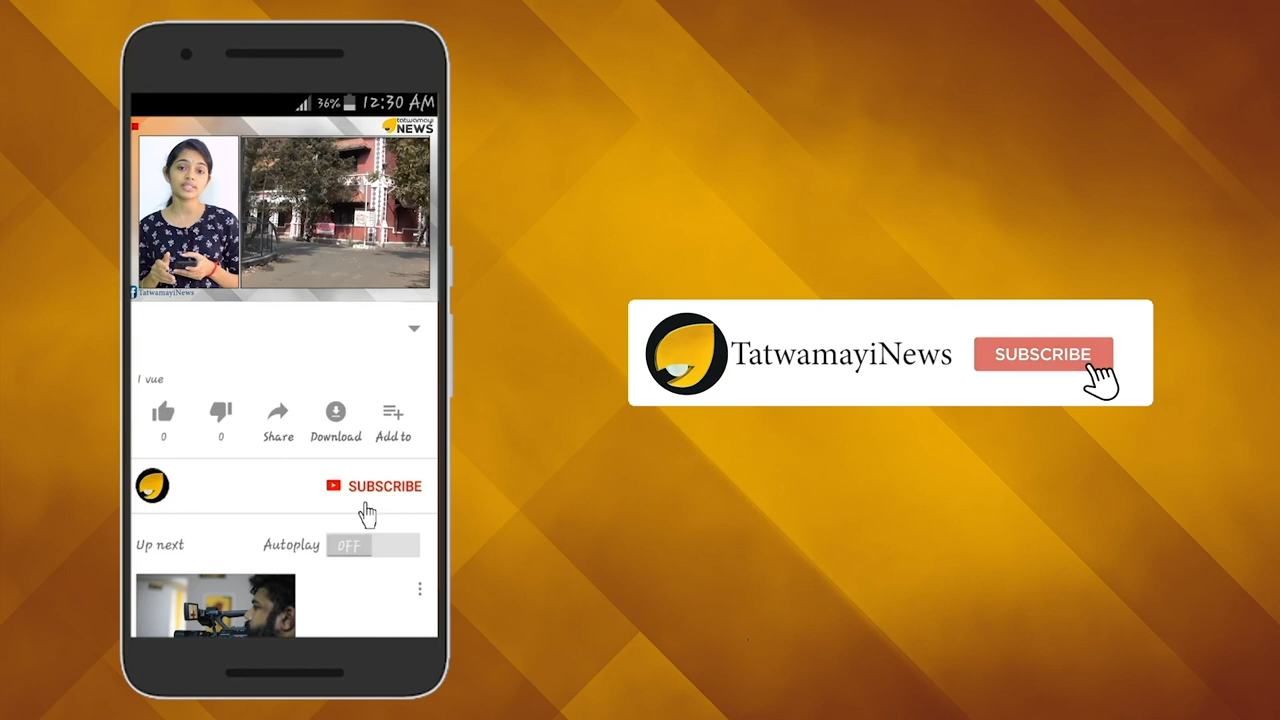 36% 12:30 AM
tatwamayi
NEWS
TatwamayiNews
1 vue
0 0 Share Download Add to
SUBSCRIBE
Up next Autoplay OFF
TatwamayiNews SUBSCRIBE